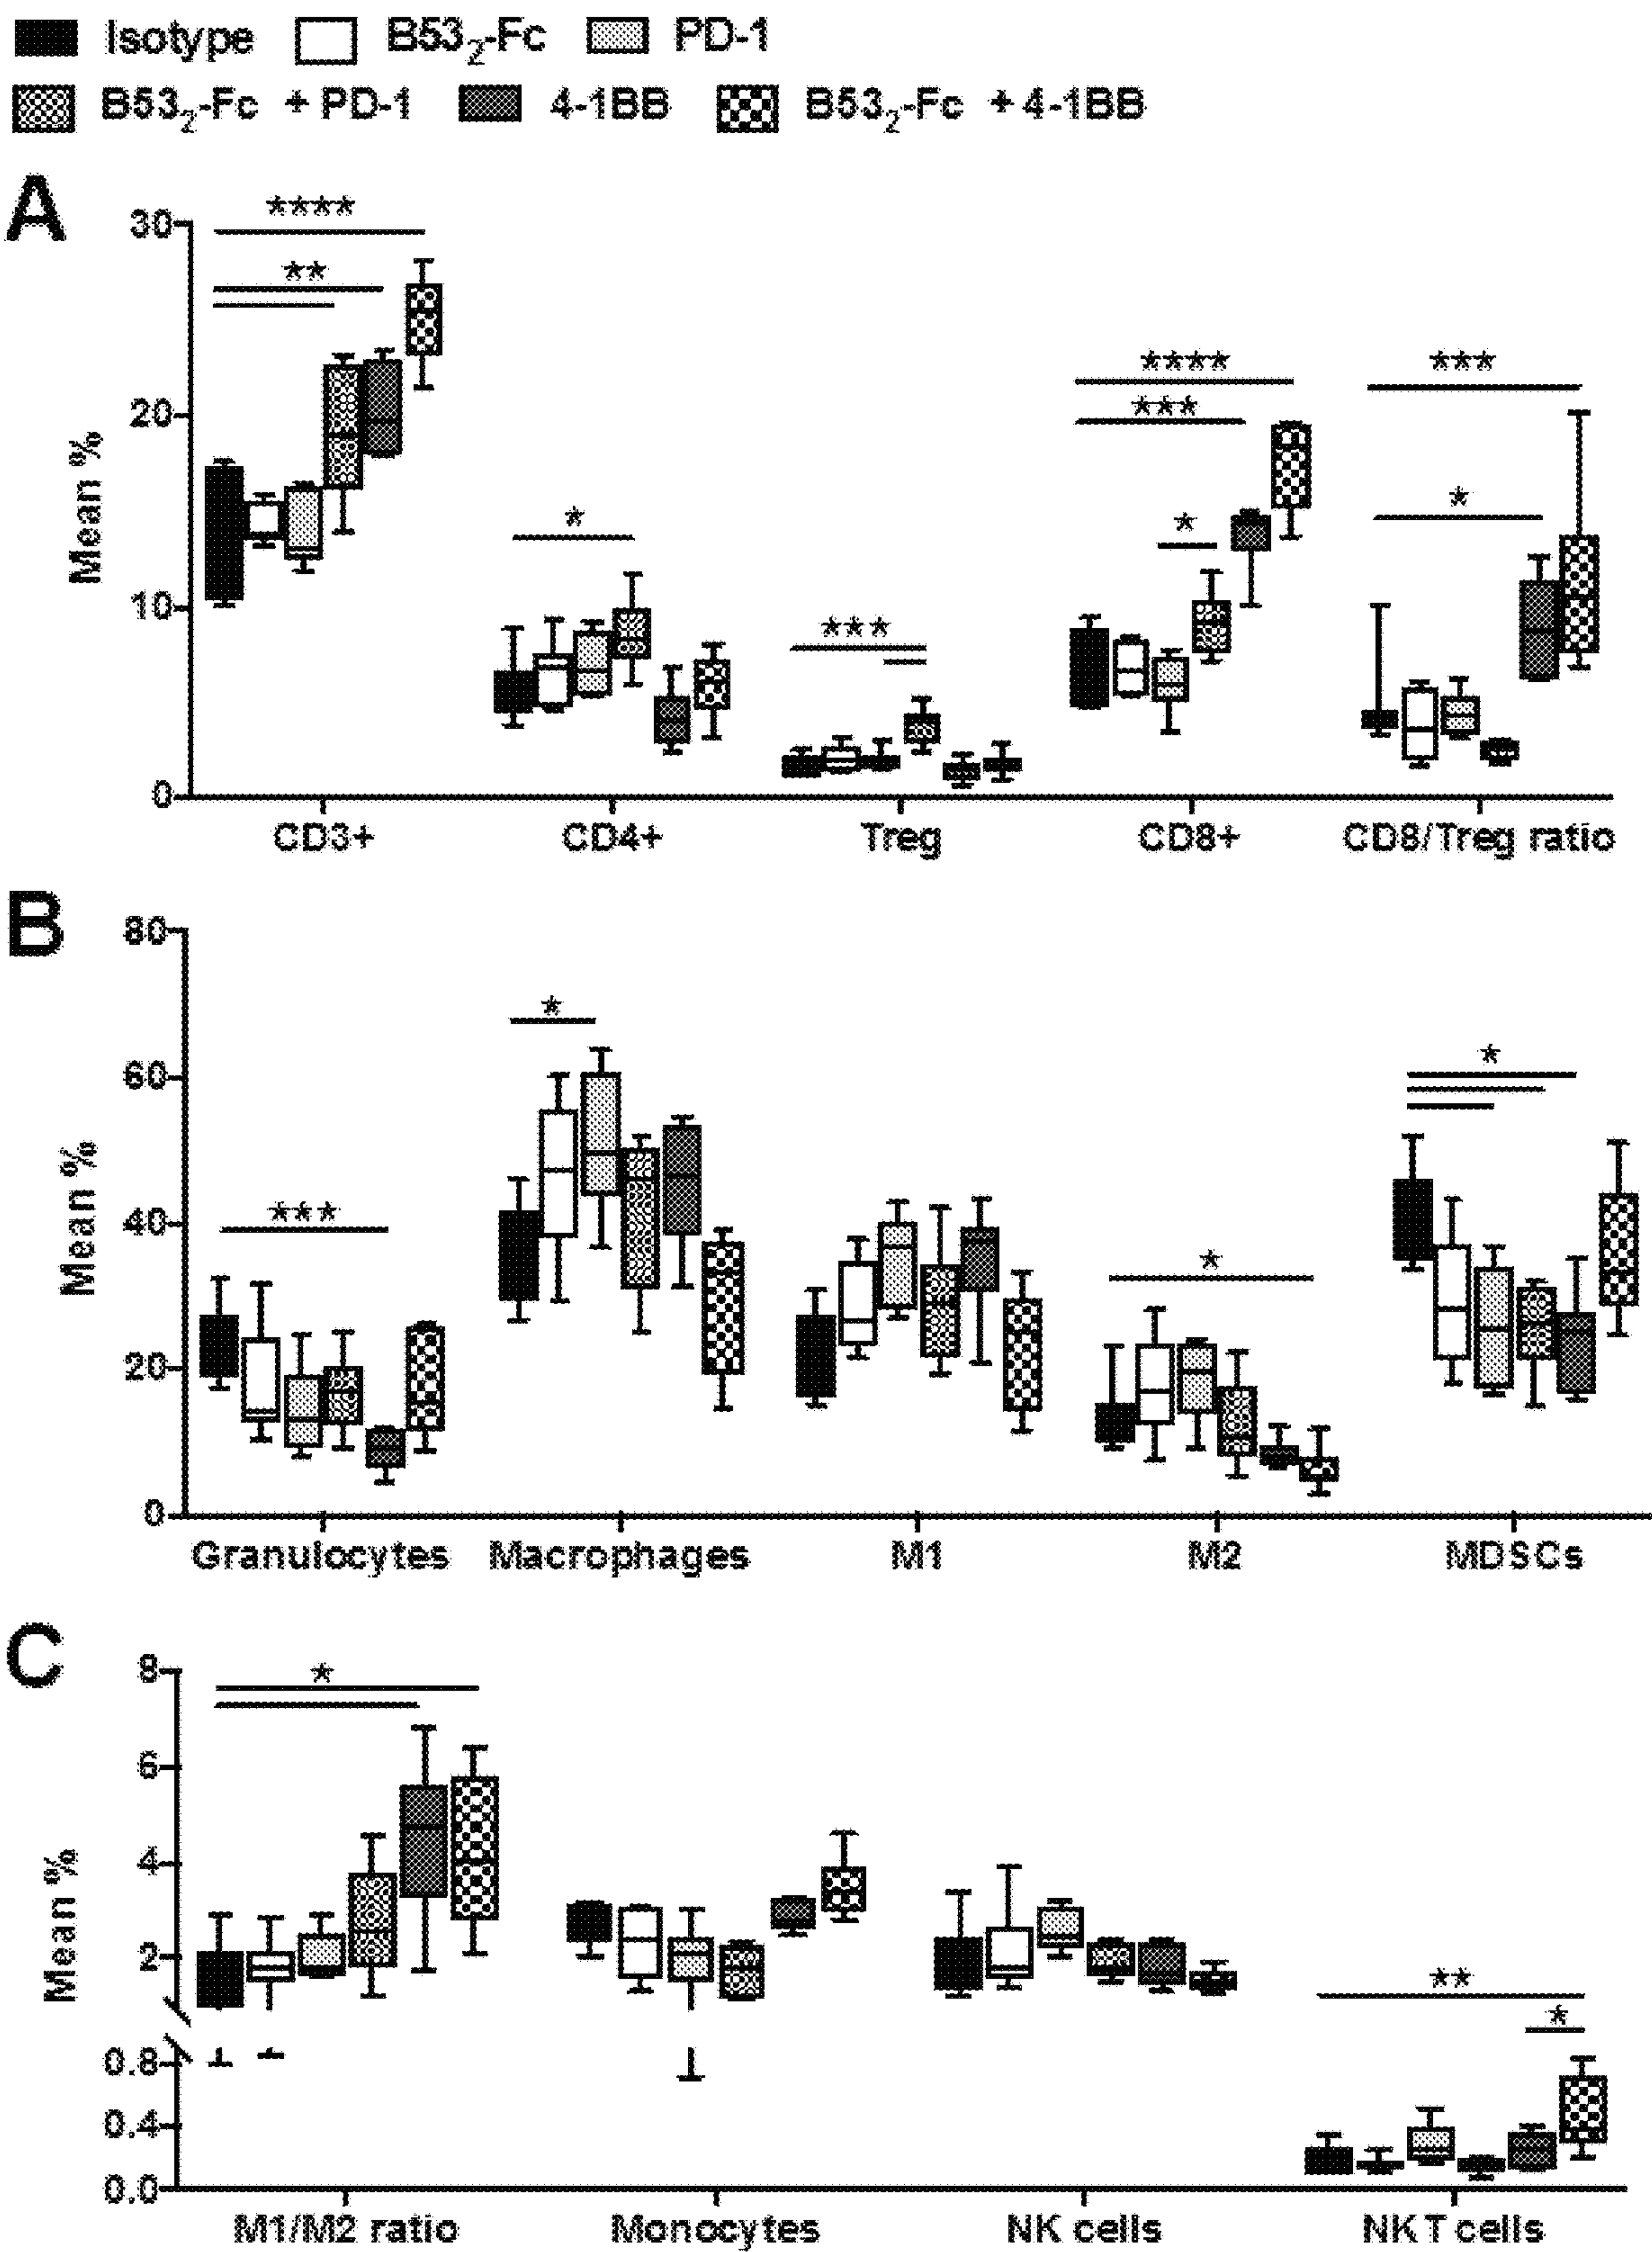 Isotype B53₂-Fc PD-1
B53₂-Fc + PD-1 4-1BB B53₂-Fc + 4-1BB
A
Mean %
30
20
10
0
****
**
*
***
****
***
*
***
*
CD3+ CD4+ Treg CD8+ CD8/Treg ratio
B
Mean %
80
60
40
20
0
***
*
*
*
Granulocytes Macrophages M1 M2 MDSCs
C
Mean %
8
6
4
2
0.8
0.4
0.0
*
**
*
M1/M2 ratio Monocytes NK cells NKT cells